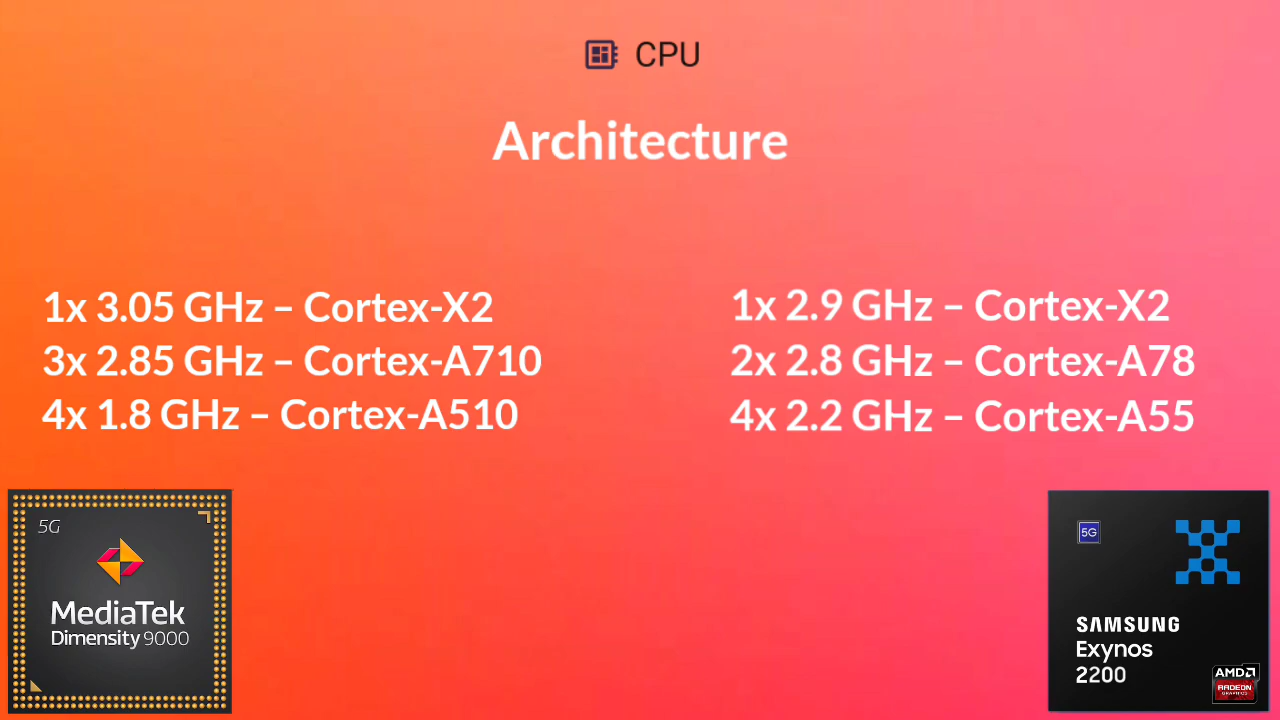 CPU
Architecture
1x 3.05 GHz – Cortex-X2
3x 2.85 GHz – Cortex-A710
4x 1.8 GHz – Cortex-A510
1x 2.9 GHz – Cortex-X2
2x 2.8 GHz – Cortex-A78
4x 2.2 GHz – Cortex-A55
5G
MediaTek
Dimensity 9000
5G
SAMSUNG
Exynos
2200
AMD
RADEON
GRAPHICS